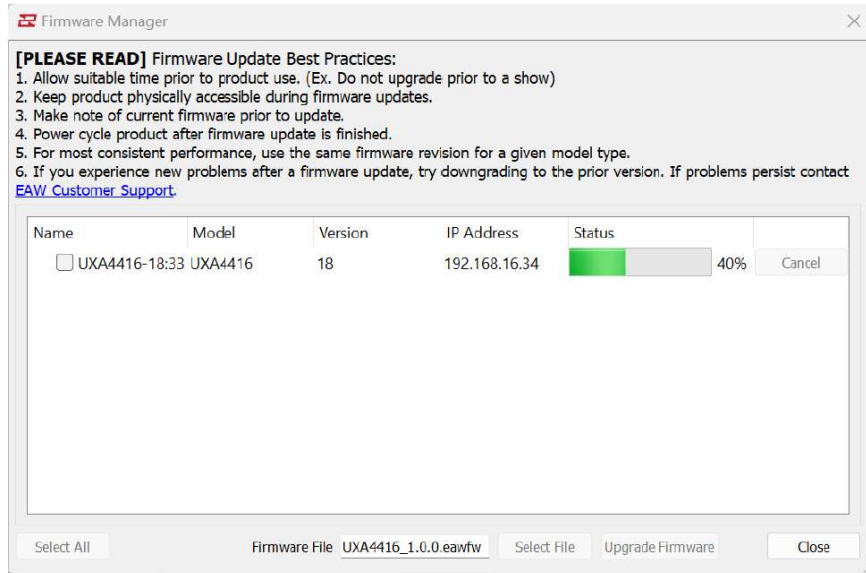 Firmware Manager
[PLEASE READ] Firmware Update Best Practices:
1. Allow suitable time prior to product use. (Ex. Do not upgrade prior to a show)
2. Keep product physically accessible during firmware updates.
3. Make note of current firmware prior to update.
4. Power cycle product after firmware update is finished.
5. For most consistent performance, use the same firmware revision for a given model type.
6. If you experience new problems after a firmware update, try downgrading to the prior version. If problems persist contact
EAW Customer Support.
Name Model Version IP Address Status
UXA4416-18:33 UXA4416 18 192.168.16.34 40% Cancel
Select All Firmware File UXA4416_1.0.0.eawfw Select File Upgrade Firmware Close